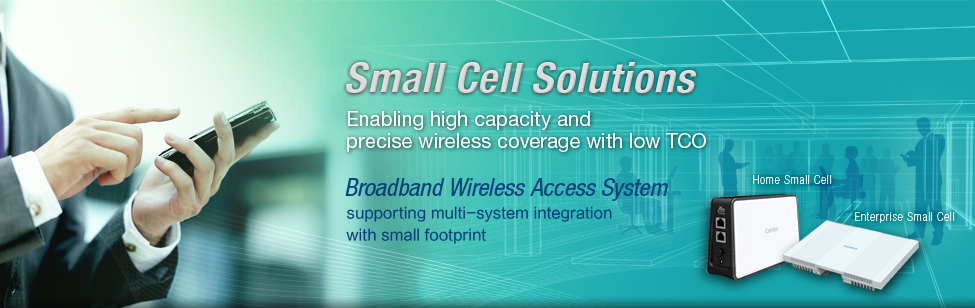 Small Cell Solutions
Enabling high capacity and
precise wireless coverage with low TCO
Broadband Wireless Access System
supporting multi-system integration
with small footprint
Home Small Cell
Enterprise Small Cell